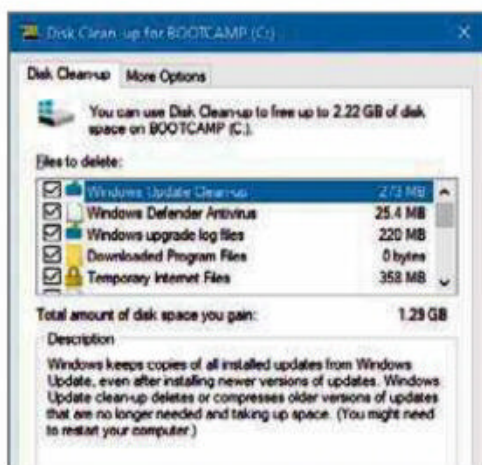 Disk Clean-up for BOOTCAMP (C:)
Disk Clean-up More Options
You can use Disk Clean-up to free up to 2.22 GB of disk
space on BOOTCAMP (C:).
Files to delete:
Windows Update Clean-up 273 MB
Windows Defender Antivirus 25.4 MB
Windows upgrade log files 220 MB
Downloaded Program Files 0 bytes
Temporary Internet Files 358 MB
Total amount of disk space you gain: 1.29 GB
Description
Windows keeps copies of all installed updates from Windows
Update, even after installing newer versions of updates. Windows
Update clean-up deletes or compresses older versions of updates
that are no longer needed and taking up space. (You might need
to restart your computer.)